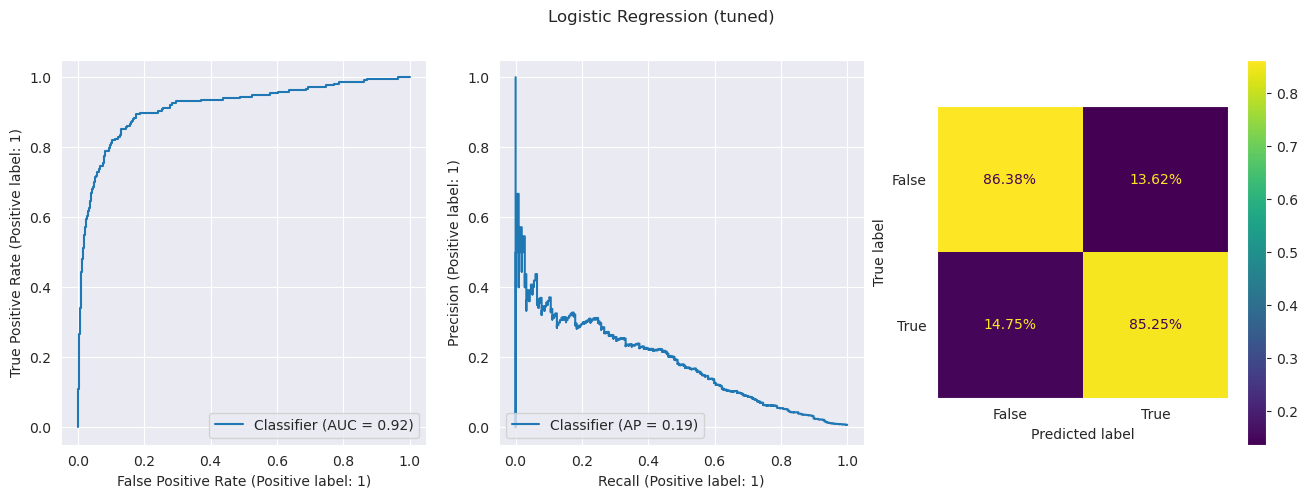 Logistic Regression (tuned)
True Positive Rate (Positive label: 1)
1.0
0.8
0.6
0.4
0.2
0.0
Classifier (AUC = 0.92)
0.0 0.2 0.4 0.6 0.8 1.0
False Positive Rate (Positive label: 1)
Precision (Positive label: 1)
1.0
0.8
0.6
0.4
0.2
0.0
Classifier (AP = 0.19)
0.0 0.2 0.4 0.6 0.8 1.0
Recall (Positive label: 1)
True label
False 86.38% 13.62%
True 14.75% 85.25%
False True
Predicted label
0.8
0.7
0.6
0.5
0.4
0.3
0.2